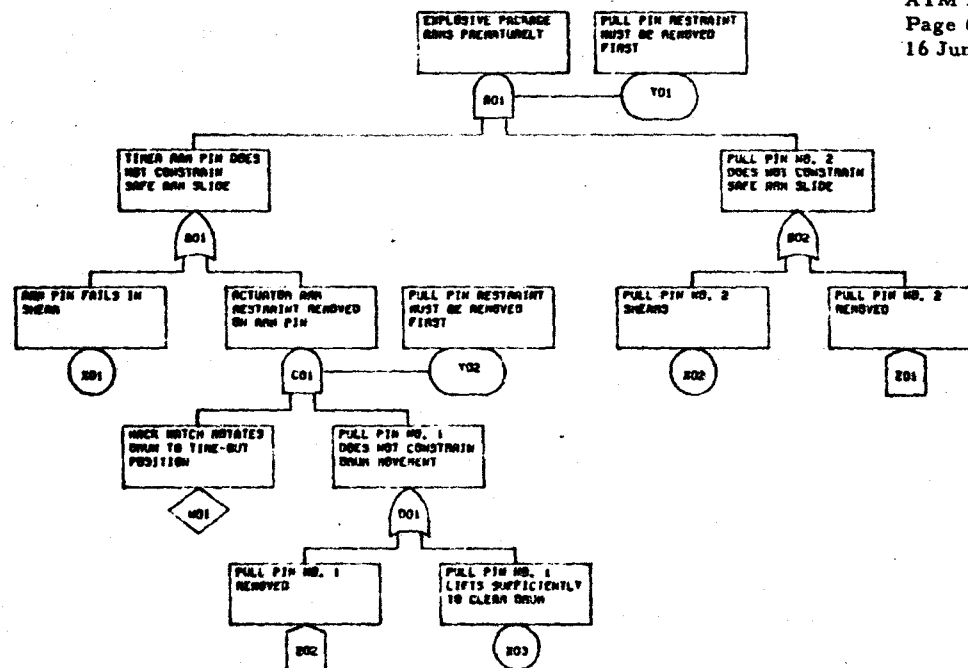 ATM
Page
16 Jun
EXPLOSIVE PACKAGE
ARMS PREMATURELY
PULL PIN RESTRAINT
MUST BE REMOVED
FIRST
Y01
TIMER ARM PIN DOES
NOT CONSTRAIN
SAFE ARM SLIDE
PULL PIN NO. 2
DOES NOT CONSTRAIN
SAFE ARM SLIDE
B01
B02
ARM PIN FAILS IN
SHEAR
ACTUATOR ARM
RESTRAINT REMOVED
ON ARM PIN
PULL PIN RESTRAINT
MUST BE REMOVED
FIRST
PULL PIN NO. 2
SHEARS
PULL PIN NO. 2
REMOVED
X01
C01
Y02
X02
Z01
HACK WATCH ROTATES
DRUM TO TIME-OUT
POSITION
PULL PIN NO. 1
DOES NOT CONSTRAIN
DRUM MOVEMENT
W01
D01
PULL PIN NO. 1
REMOVED
PULL PIN NO. 1
LIFTS SUFFICIENTLY
TO CLEAR DRUM
Z02
X03